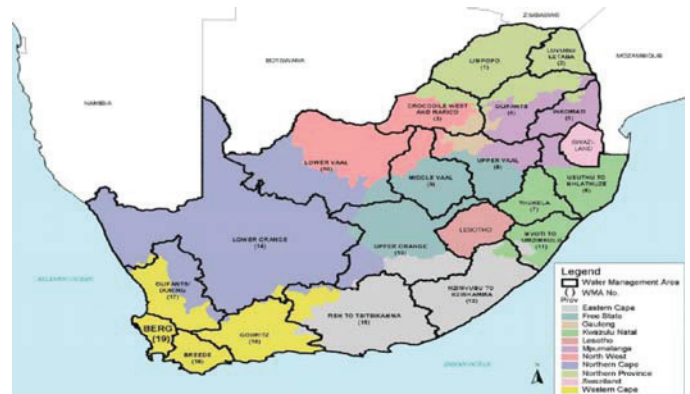 ZIMBABWE
BOTSWANA
MOZAMBIQUE
NAMIBIA
LIMPOPO
(1)
LUVUVHU
LETABA
(2)
CROCODILE WEST
AND MARICO
(3)
OLIFANTS
(4)
INKOMATI
(5)
SWAZI
LAND
LOWER VAAL
(10)
MIDDLE VAAL
(9)
UPPER VAAL
(8)
USUTHU TO
MHLATHUZE
(6)
THUKELA
(7)
LESOTHO
LOWER ORANGE
(14)
UPPER ORANGE
(13)
MVOTI TO
UMZIMKULU
(11)
MZIMVUBU TO
KEISKAMMA
(12)
OLIFANTS/
DOORN
(17)
FISH TO TSITSIKAMMA
(15)
GOURITZ
(16)
BERG
(19)
BREEDE
(18)
Legend
Water Management Area
() WMA No.
Prov
Eastern Cape
Free State
Gauteng
Kwazulu Natal
Lesotho
Mpumalanga
North West
Northern Cape
Northern Province
Swaziland
Western Cape
N